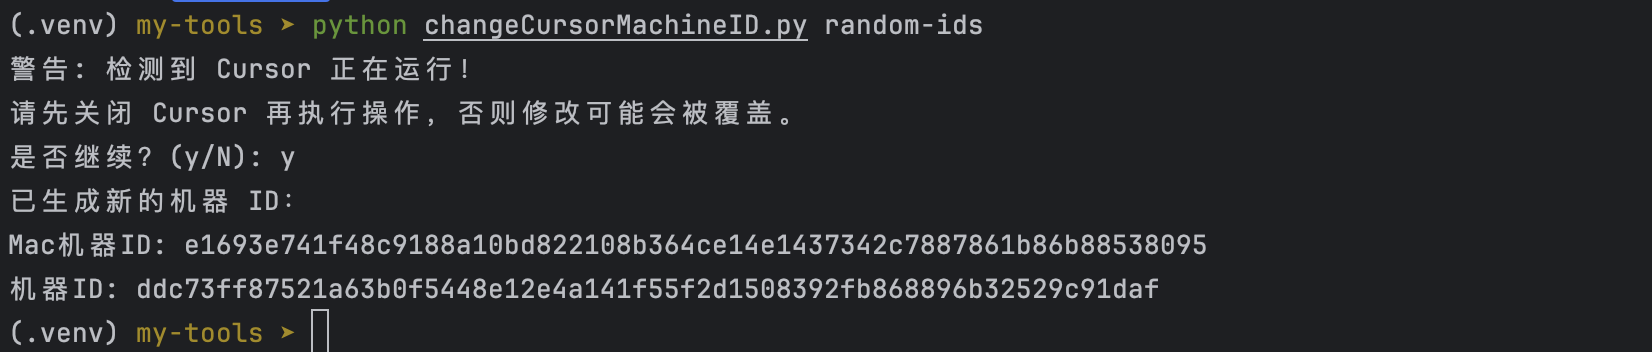 (.venv) my-tools ➤ python changeCursorMachineID.py random-ids
警告: 检测到 Cursor 正在运行！
请先关闭 Cursor 再执行操作，否则修改可能会被覆盖。
是否继续？(y/N): y
已生成新的机器 ID:
Mac机器ID: e1693e741f48c9188a10bd822108b364ce14e1437342c7887861b86b88538095
机器ID: ddc73ff87521a63b0f5448e12e4a141f55f2d1508392fb868896b32529c91daf
(.venv) my-tools ➤